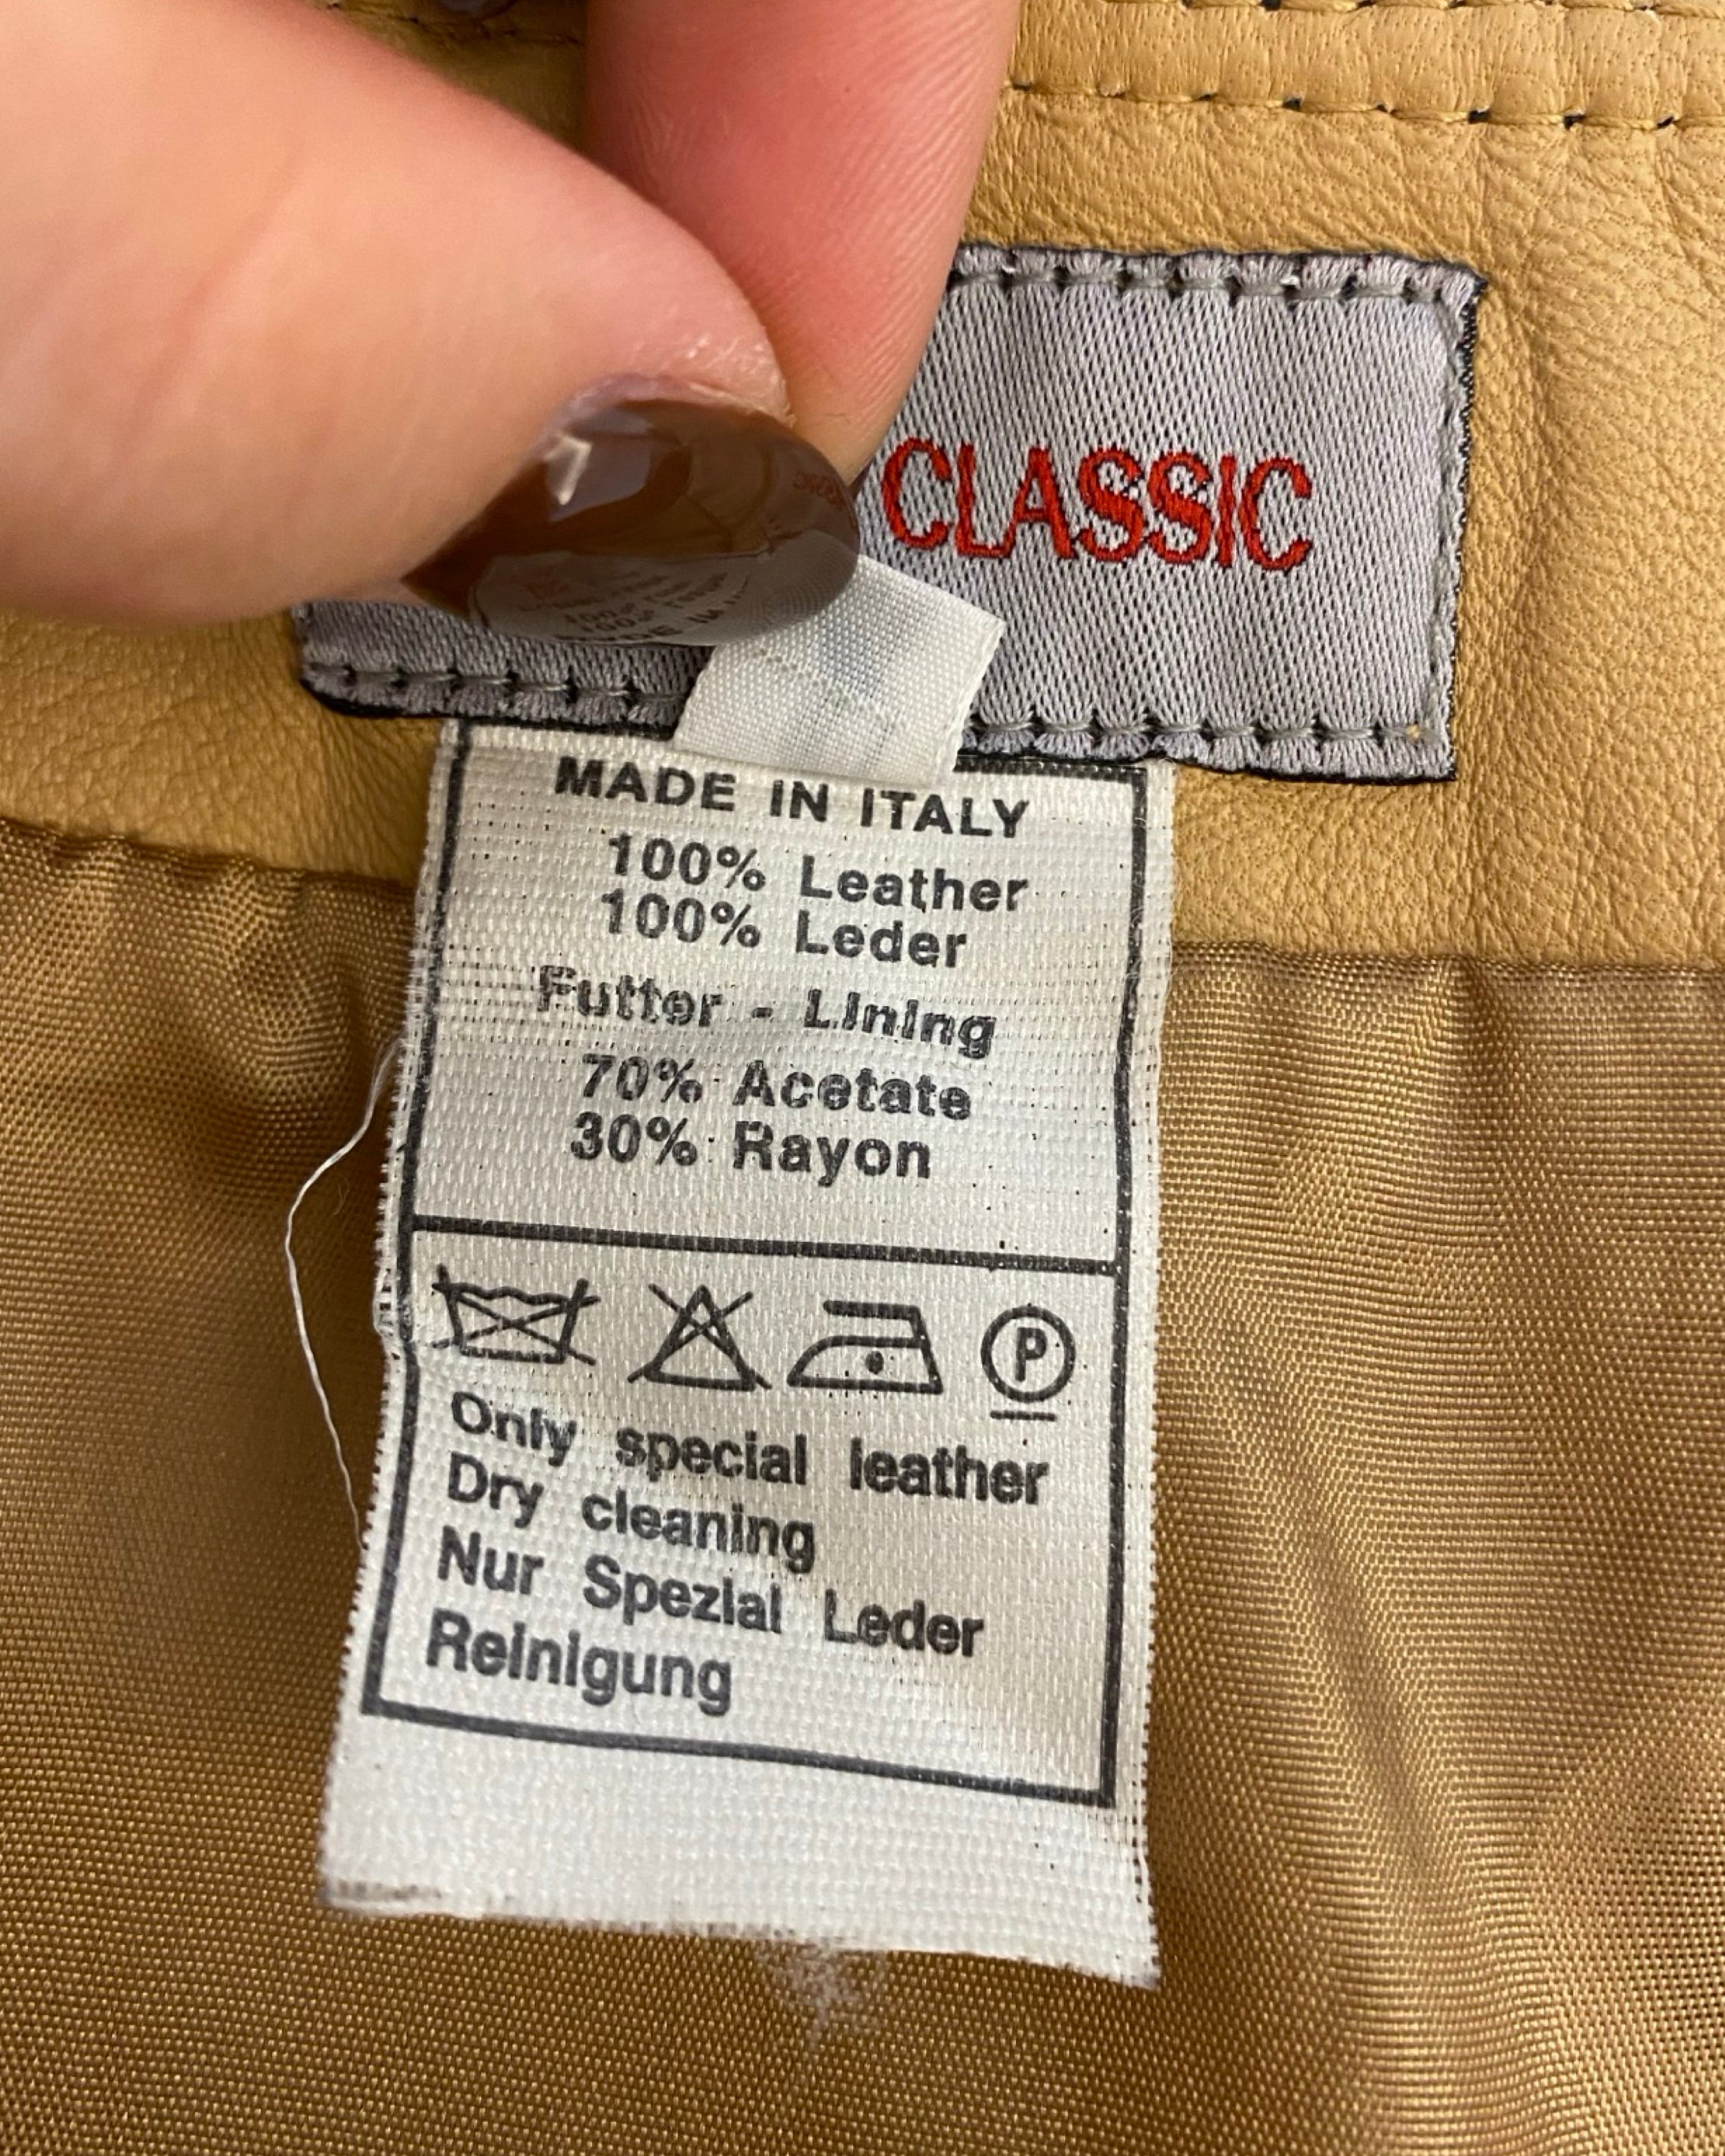 CLASSIC
MADE IN ITALY
100% Leather
100% Leder
Futter - Lining
70% Acetate
30% Rayon
P
Only special leather
Dry cleaning
Nur Spezial Leder
Reinigung